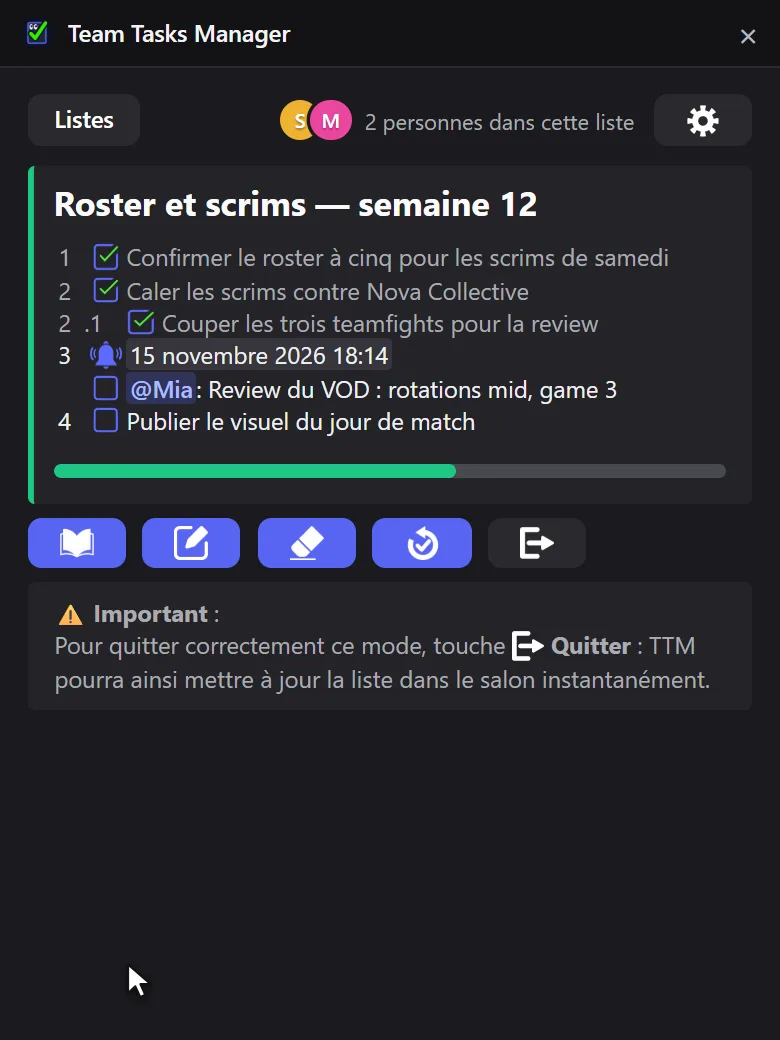 Team Tasks Manager
Listes
S M 2 personnes dans cette liste
Roster et scrims — semaine 12
1 Confirmer le roster à cinq pour les scrims de samedi
2 Caler les scrims contre Nova Collective
2 .1 Couper les trois teamfights pour la review
3 15 novembre 2026 18:14
@Mia: Review du VOD : rotations mid, game 3
4 Publier le visuel du jour de match
Important :
Pour quitter correctement ce mode, touche Quitter : TTM
pourra ainsi mettre à jour la liste dans le salon instantanément.